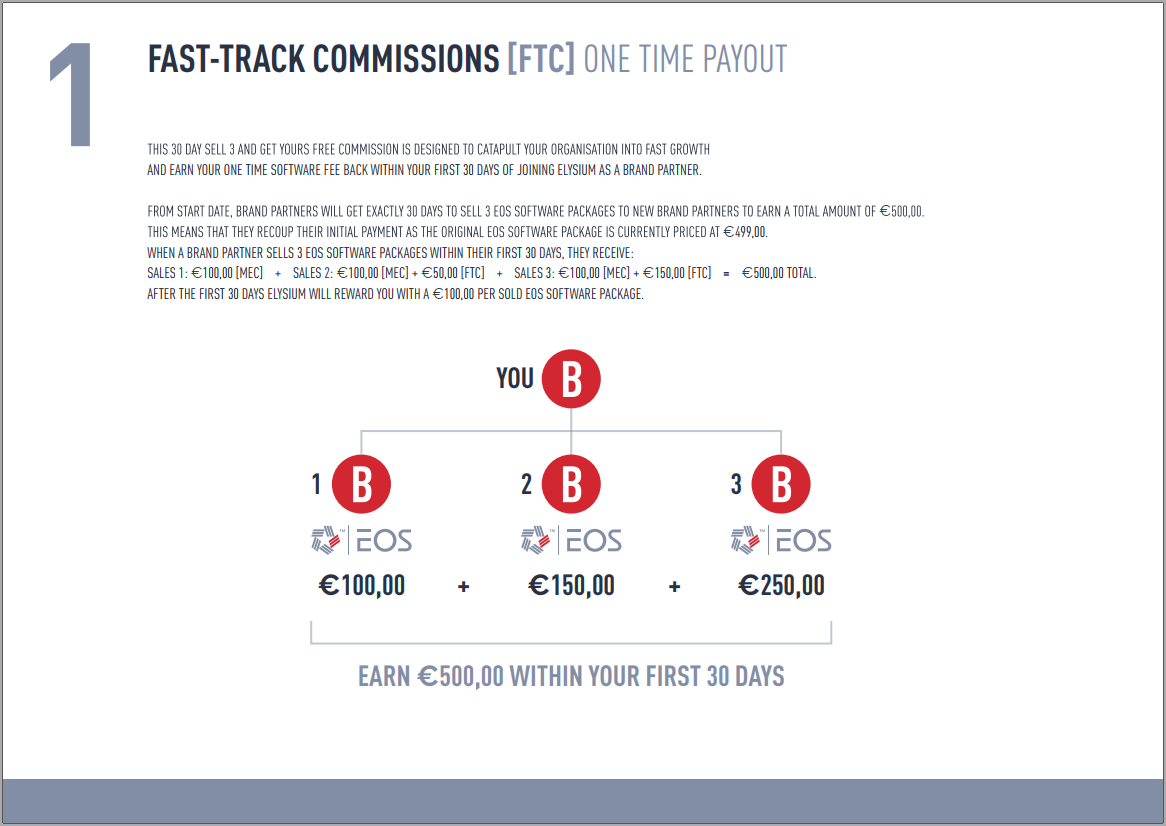 1
FAST-TRACK COMMISSIONS [FTC] ONE TIME PAYOUT
THIS 30 DAY SELL 3 AND GET YOURS FREE COMMISSION IS DESIGNED TO CATAPULT YOUR ORGANISATION INTO FAST GROWTH
AND EARN YOUR ONE TIME SOFTWARE FEE BACK WITHIN YOUR FIRST 30 DAYS OF JOINING ELYSIUM AS A BRAND PARTNER.
FROM START DATE, BRAND PARTNERS WILL GET EXACTLY 30 DAYS TO SELL 3 EOS SOFTWARE PACKAGES TO NEW BRAND PARTNERS TO EARN A TOTAL AMOUNT OF €500,00.
THIS MEANS THAT THEY RECOUP THEIR INITIAL PAYMENT AS THE ORIGINAL EOS SOFTWARE PACKAGE IS CURRENTLY PRICED AT €499,00.
WHEN A BRAND PARTNER SELLS 3 EOS SOFTWARE PACKAGES WITHIN THEIR FIRST 30 DAYS, THEY RECEIVE:
SALES 1: €100,00 [MEC] + SALES 2: €100,00 [MEC] + €50,00 [FTC] + SALES 3: €100,00 [MEC] + €150,00 [FTC] = €500,00 TOTAL.
AFTER THE FIRST 30 DAYS ELYSIUM WILL REWARD YOU WITH A €100,00 PER SOLD EOS SOFTWARE PACKAGE.
YOU B
1 B 2 B 3 B
™ EOS ™ EOS ™ EOS
€100,00 + €150,00 + €250,00
EARN €500,00 WITHIN YOUR FIRST 30 DAYS